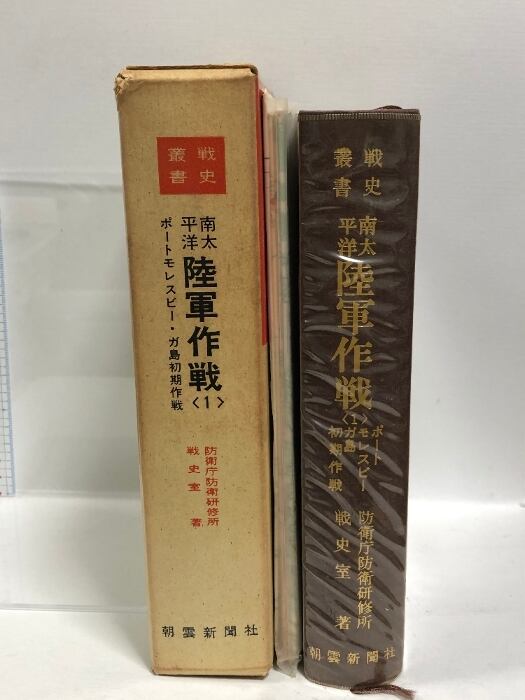 戦史
叢書
南太
平洋
陸軍作戦〈1〉
ポートモレスビー・ガ島初期作戦
防衛庁防衛研修所
戦史室 著
朝雲新聞社
戦史
叢書
南太
平洋
陸軍作戦
〈1〉
ポート
モレスビー
ガ島
初期作戦
防衛庁防衛研修所
戦史室 著
朝雲新聞社